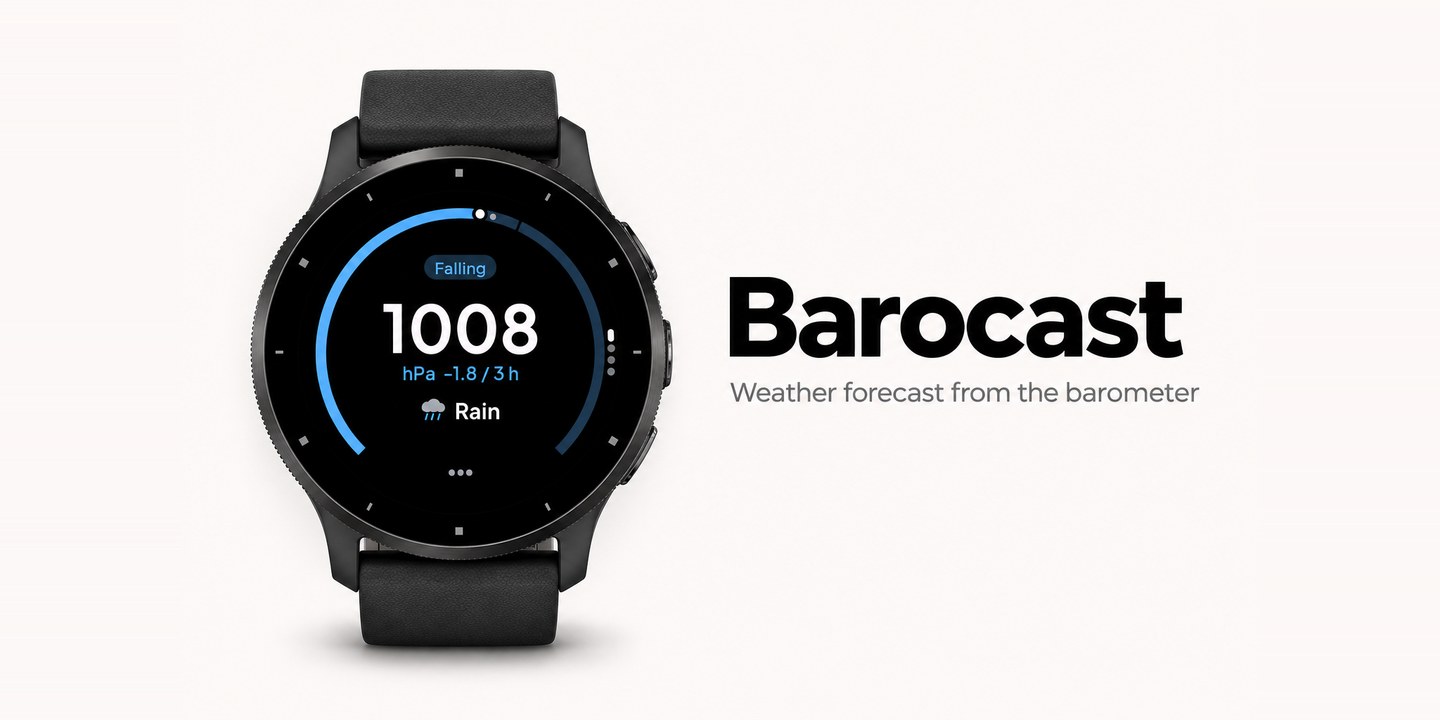 Falling
1008
hPa -1.8 / 3 h
Rain
Barocast
Weather forecast from the barometer